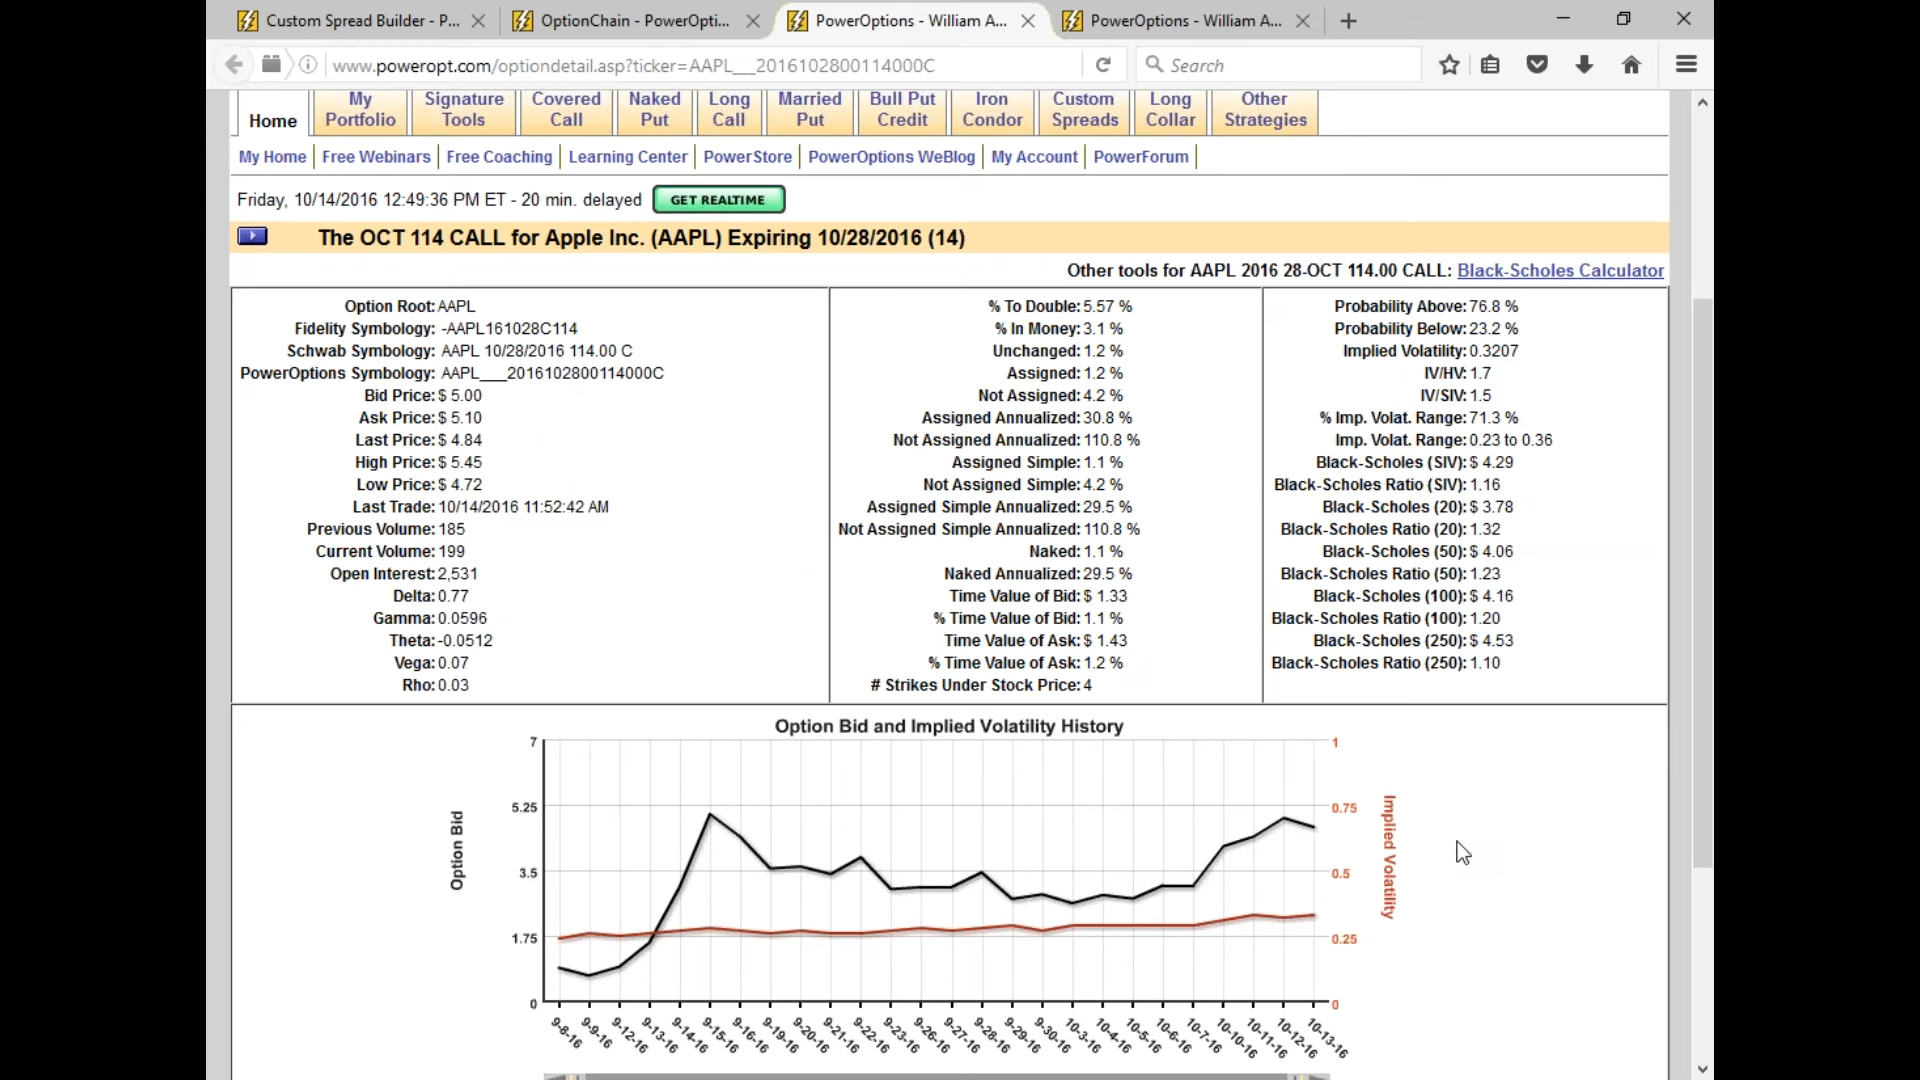 Custom Spread Builder - P...
OptionChain - PowerOpti...
PowerOptions - William A...
PowerOptions - William A...
www.poweropt.com/optiondetail.asp?ticker=AAPL___2016102800114000C
Search
Home
My Portfolio
Signature Tools
Covered Call
Naked Put
Long Call
Married Put
Bull Put Credit
Iron Condor
Custom Spreads
Long Collar
Other Strategies
My Home
Free Webinars
Free Coaching
Learning Center
PowerStore
PowerOptions WeBlog
My Account
PowerForum
Friday, 10/14/2016 12:49:36 PM ET - 20 min. delayed
GET REALTIME
The OCT 114 CALL for Apple Inc. (AAPL) Expiring 10/28/2016 (14)
Other tools for AAPL 2016 28-OCT 114.00 CALL: Black-Scholes Calculator
Option Root: AAPL
Fidelity Symbology: -AAPL161028C114
Schwab Symbology: AAPL 10/28/2016 114.00 C
PowerOptions Symbology: AAPL___2016102800114000C
Bid Price: $ 5.00
Ask Price: $ 5.10
Last Price: $ 4.84
High Price: $ 5.45
Low Price: $ 4.72
Last Trade: 10/14/2016 11:52:42 AM
Previous Volume: 185
Current Volume: 199
Open Interest: 2,531
Delta: 0.77
Gamma: 0.0596
Theta: -0.0512
Vega: 0.07
Rho: 0.03
% To Double: 5.57 %
% In Money: 3.1 %
Unchanged: 1.2 %
Assigned: 1.2 %
Not Assigned: 4.2 %
Assigned Annualized: 30.8 %
Not Assigned Annualized: 110.8 %
Assigned Simple: 1.1 %
Not Assigned Simple: 4.2 %
Assigned Simple Annualized: 29.5 %
Not Assigned Simple Annualized: 110.8 %
Naked: 1.1 %
Naked Annualized: 29.5 %
Time Value of Bid: $ 1.33
% Time Value of Bid: 1.1 %
Time Value of Ask: $ 1.43
% Time Value of Ask: 1.2 %
# Strikes Under Stock Price: 4
Probability Above: 76.8 %
Probability Below: 23.2 %
Implied Volatility: 0.3207
IV/HV: 1.7
IV/SIV: 1.5
% Imp. Volat. Range: 71.3 %
Imp. Volat. Range: 0.23 to 0.36
Black-Scholes (SIV): $ 4.29
Black-Scholes Ratio (SIV): 1.16
Black-Scholes (20): $ 3.78
Black-Scholes Ratio (20): 1.32
Black-Scholes (50): $ 4.06
Black-Scholes Ratio (50): 1.23
Black-Scholes (100): $ 4.16
Black-Scholes Ratio (100): 1.20
Black-Scholes (250): $ 4.53
Black-Scholes Ratio (250): 1.10
Option Bid and Implied Volatility History
Option Bid
7
5.25
3.5
1.75
0
1
0.75
0.5
0.25
0
Implied Volatility
9-8-16
9-9-16
9-12-16
9-13-16
9-14-16
9-15-16
9-16-16
9-19-16
9-20-16
9-21-16
9-22-16
9-23-16
9-26-16
9-27-16
9-28-16
9-29-16
9-30-16
10-3-16
10-4-16
10-5-16
10-6-16
10-7-16
10-10-16
10-11-16
10-12-16
10-13-16